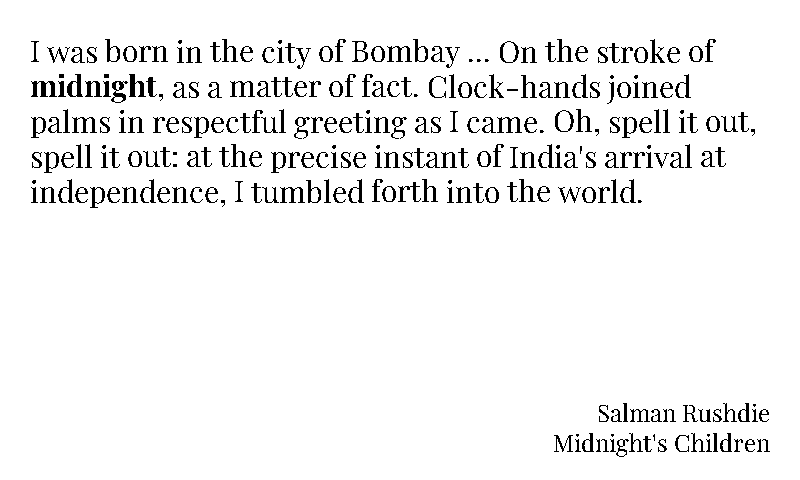 I was born in the city of Bombay ... On the stroke of
midnight, as a matter of fact. Clock-hands joined
palms in respectful greeting as I came. Oh, spell it out,
spell it out: at the precise instant of India's arrival at
independence, I tumbled forth into the world.
Salman Rushdie
Midnight's Children